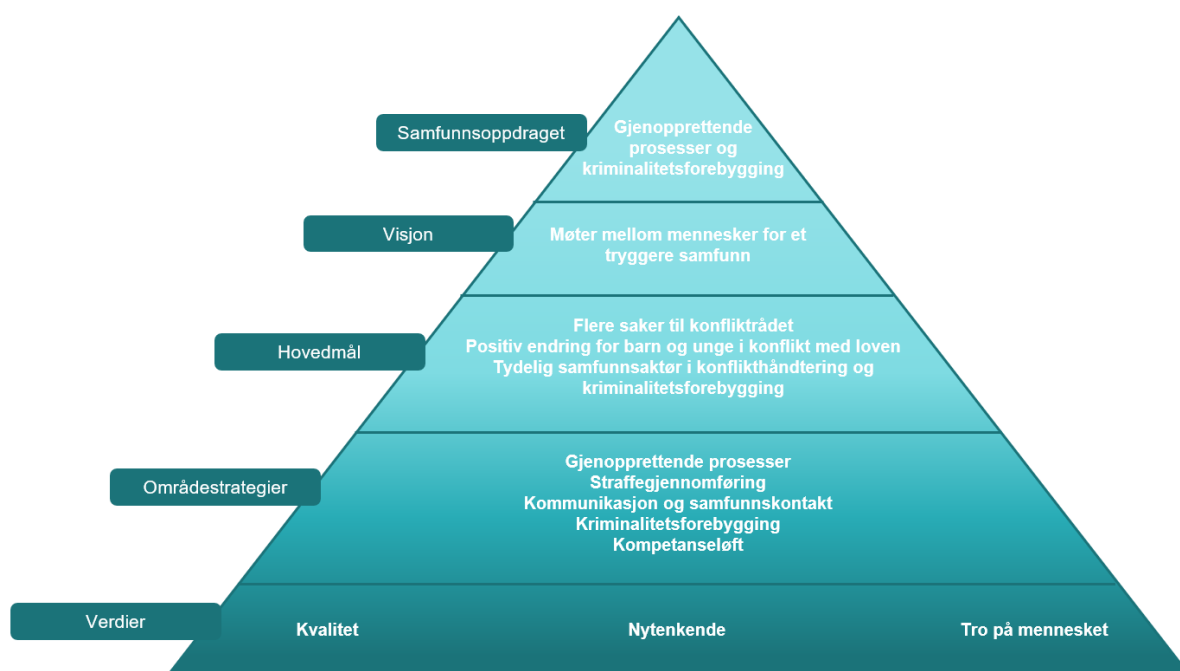 Samfunnsoppdraget
Gjenopprettende
prosesser og
kriminalitetsforebygging
Visjon
Møter mellom mennesker for et
tryggere samfunn
Hovedmål
Flere saker til konfliktrådet
Positiv endring for barn og unge i konflikt med loven
Tydelig samfunnsaktør i konflikthåndtering og
kriminalitetsforebygging
Områdestrategier
Gjenopprettende prosesser
Straffegjennomføring
Kommunikasjon og samfunnskontakt
Kriminalitetsforebygging
Kompetanseløft
Verdier
Kvalitet
Nytenkende
Tro på mennesket